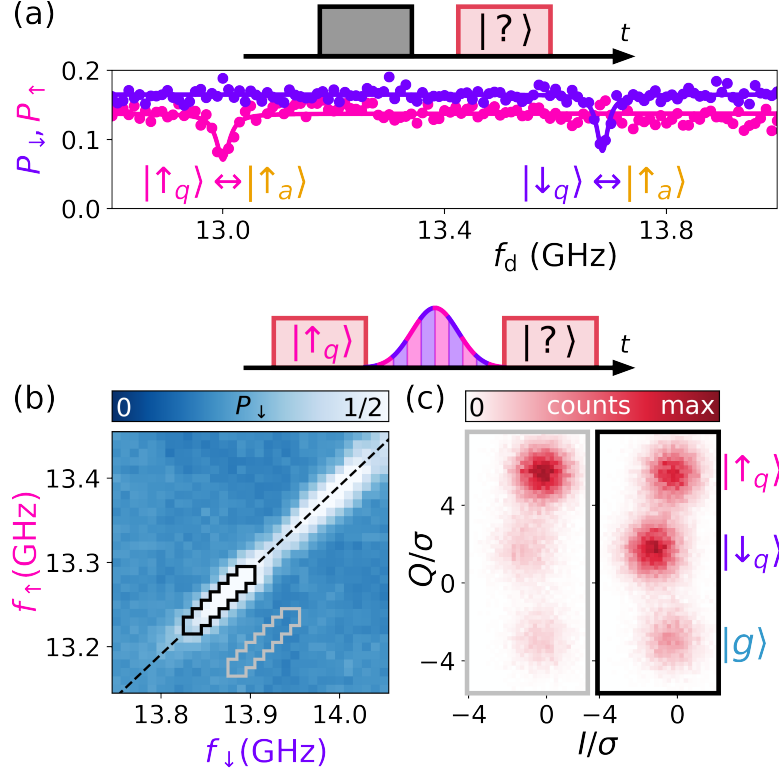 (a)
|?⟩
t
P↓, P↑
0.2
0.1
0.0
|↑q⟩ ↔ |↑a⟩
|↓q⟩ ↔ |↑a⟩
13.0
13.4
13.8
fd (GHz)
|↑q⟩
|?⟩
t
(b)
0
P↓
1/2
f↑(GHz)
13.4
13.3
13.2
13.8
13.9
14.0
f↓(GHz)
(c)
0
counts
max
Q/σ
4
0
−4
|↑q⟩
|↓q⟩
|g⟩
−4
0
−4
0
I/σ